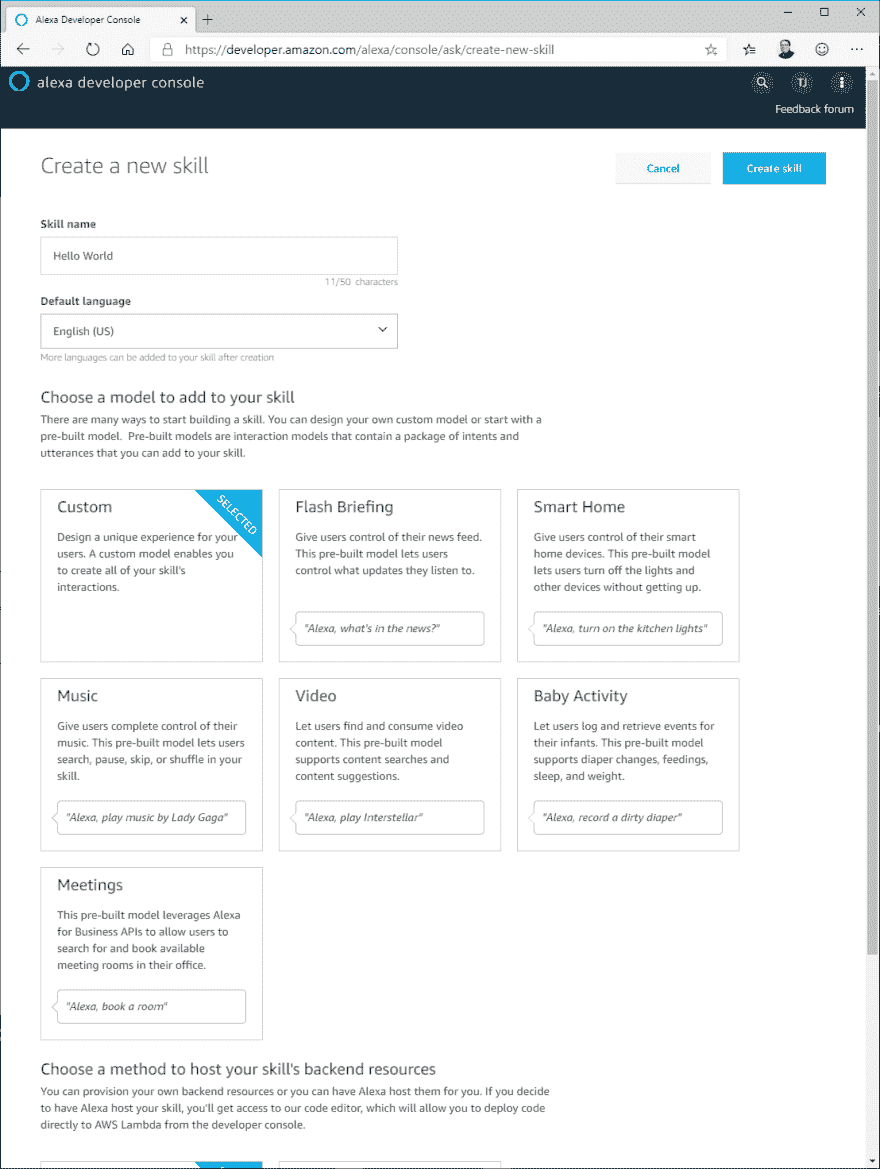 Alexa Developer Console
https://developer.amazon.com/alexa/console/ask/create-new-skill
alexa developer console
TJ
Feedback forum
Create a new skill
Cancel
Create skill
Skill name
Hello World
11/50 characters
Default language
English (US)
More languages can be added to your skill after creation
Choose a model to add to your skill
There are many ways to start building a skill. You can design your own custom model or start with a
pre-built model. Pre-built models are interaction models that contain a package of intents and
utterances that you can add to your skill.
Custom
SELECTED
Design a unique experience for your
users. A custom model enables you
to create all of your skill's
interactions.
Flash Briefing
Give users control of their news feed.
This pre-built model lets users
control what updates they listen to.
"Alexa, what's in the news?"
Smart Home
Give users control of their smart
home devices. This pre-built model
lets users turn off the lights and
other devices without getting up.
"Alexa, turn on the kitchen lights"
Music
Give users complete control of their
music. This pre-built model lets users
search, pause, skip, or shuffle in your
skill.
"Alexa, play music by Lady Gaga"
Video
Let users find and consume video
content. This pre-built model
supports content searches and
content suggestions.
"Alexa, play Interstellar"
Baby Activity
Let users log and retrieve events for
their infants. This pre-built model
supports diaper changes, feedings,
sleep, and weight.
"Alexa, record a dirty diaper"
Meetings
This pre-built model leverages Alexa
for Business APIs to allow users to
search for and book available
meeting rooms in their office.
"Alexa, book a room"
Choose a method to host your skill's backend resources
You can provision your own backend resources or you can have Alexa host them for you. If you decide
to have Alexa host your skill, you'll get access to our code editor, which will allow you to deploy code
directly to AWS Lambda from the developer console.